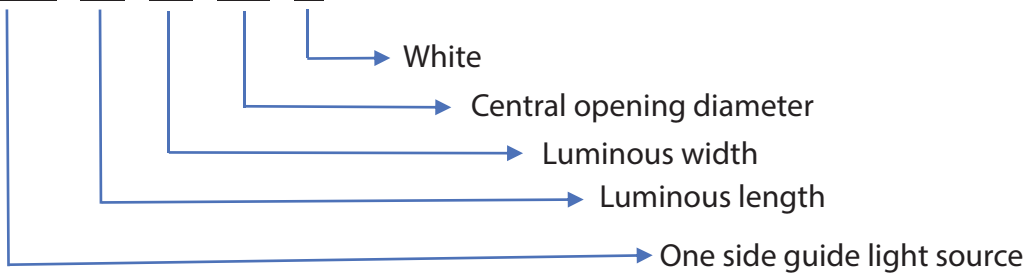 White
Central opening diameter
Luminous width
Luminous length
One side guide light source